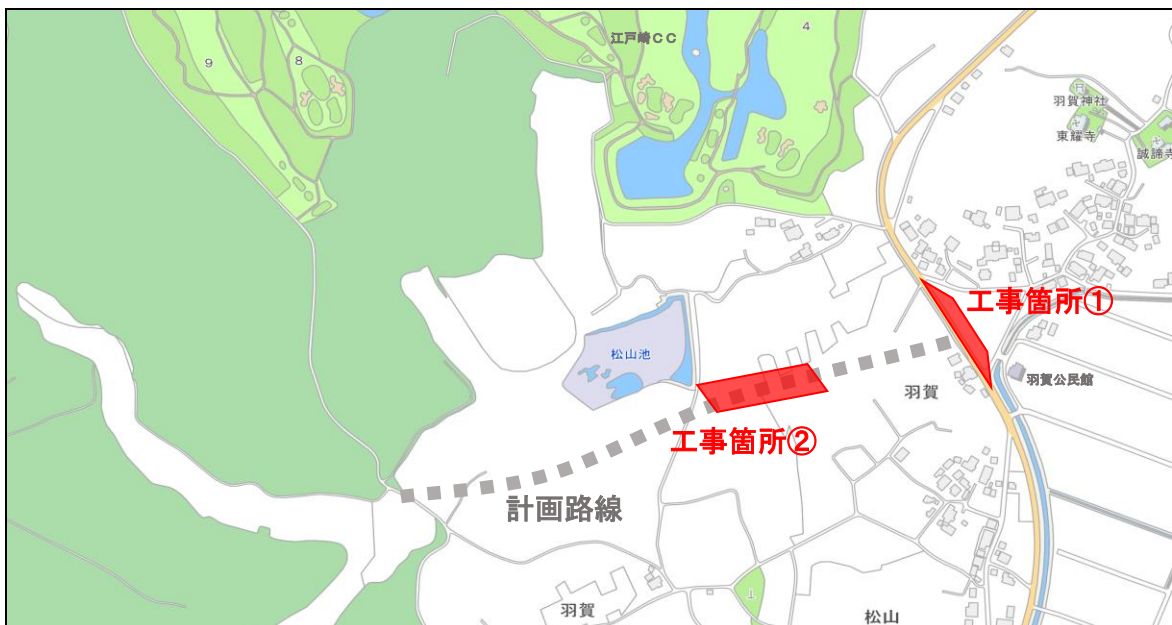 江戸崎CC
4
9
8
羽賀神社
東耀寺
誠諦寺
工事箇所①
松山池
羽賀公民館
羽賀
工事箇所②
計画路線
羽賀
松山